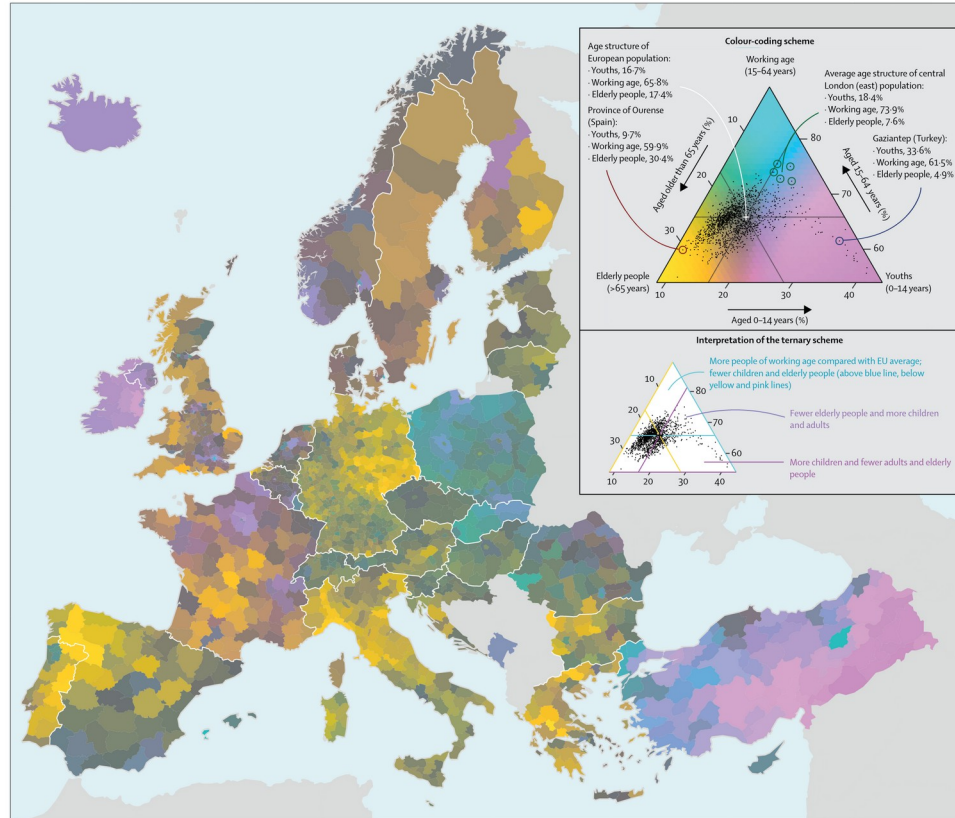 Colour-coding scheme
Age structure of
European population:
· Youths, 16·7%
· Working age, 65·8%
· Elderly people, 17·4%
Province of Ourense
(Spain):
· Youths, 9·7%
· Working age, 59·9%
· Elderly people, 30·4%
Working age
(15–64 years)
Average age structure of central
London (east) population:
· Youths, 18·4%
· Working age, 73·9%
· Elderly people, 7·6%
Gaziantep (Turkey):
· Youths, 33·6%
· Working age, 61·5%
· Elderly people, 4·9%
10
80
Aged older than 65 years (%)
Aged 15–64 years (%)
20
70
30
60
Elderly people
(>65 years)
Youths
(0–14 years)
10
20
30
40
Aged 0–14 years (%)
Interpretation of the ternary scheme
More people of working age compared with EU average;
fewer children and elderly people (above blue line, below
yellow and pink lines)
10
80
20
Fewer elderly people and more children
and adults
70
30
60
More children and fewer adults and elderly
people
10
20
30
40